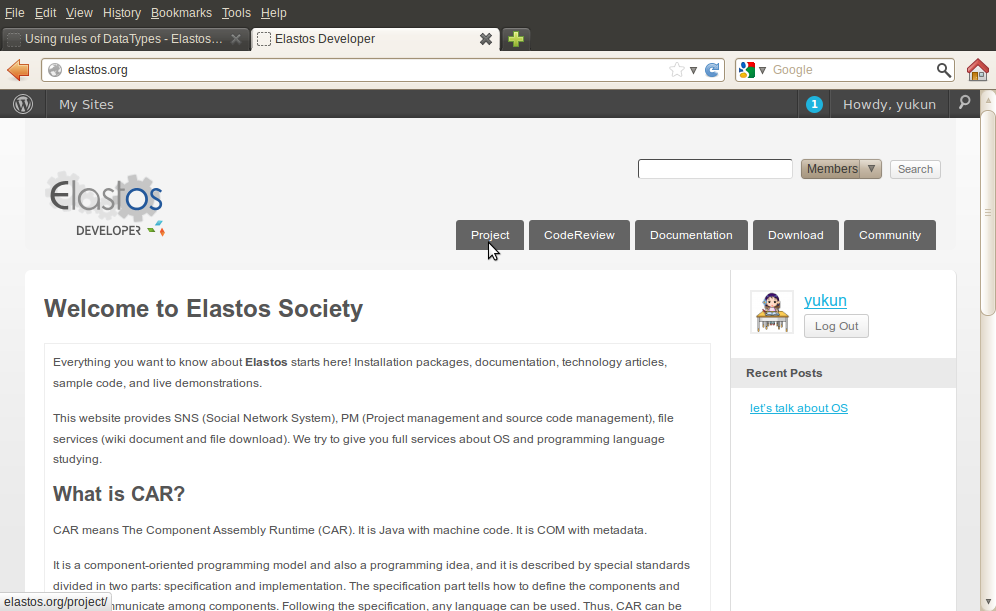 File Edit View History Bookmarks Tools Help
Using rules of DataTypes - Elastos...
Elastos Developer
elastos.org
Google
My Sites
1
Howdy, yukun
Members
Search
Elastos
DEVELOPER
Project
CodeReview
Documentation
Download
Community
Welcome to Elastos Society
Everything you want to know about Elastos starts here! Installation packages, documentation, technology articles,
sample code, and live demonstrations.
This website provides SNS (Social Network System), PM (Project management and source code management), file
services (wiki document and file download). We try to give you full services about OS and programming language
studying.
What is CAR?
CAR means The Component Assembly Runtime (CAR). It is Java with machine code. It is COM with metadata.
It is a component-oriented programming model and also a programming idea, and it is described by special standards
divided in two parts: specification and implementation. The specification part tells how to define the components and
mmunicate among components. Following the specification, any language can be used. Thus, CAR can be
yukun
Log Out
Recent Posts
let's talk about OS
elastos.org/project/